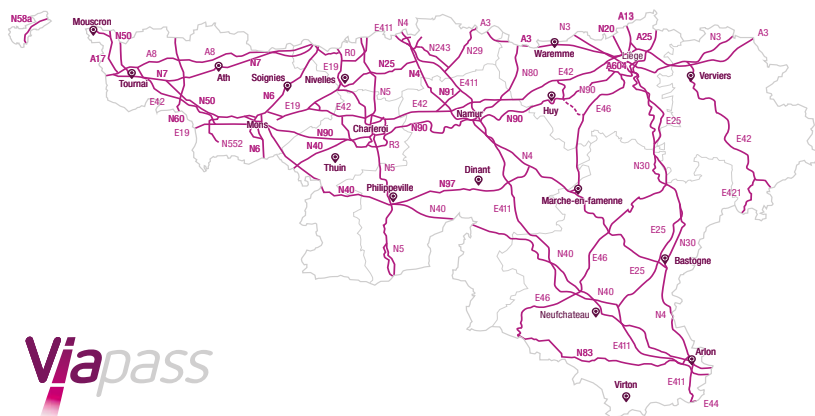 N58a
Mouscron
N50
A17
A8
A8
N7
N7
Tournai
Ath
Soignies
E42
N60
E19
N50
N552
N6
Mons
N6
E19
E19
R0
E411
N4
Nivelles
N25
N5
E42
N90
N40
Charleroi
R3
Thuin
N5
N40
Philippeville
N5
N243
N4
N29
A3
E411
N91
E42
N90
Namur
A3
Waremme
N3
N20
A13
A25
Liège
A604
N80
E42
Huy
N90
N90
E46
N3
A3
Verviers
E25
E42
E421
N30
Dinant
N97
N4
Marche-en-famenne
N40
E411
N40
E46
E25
N30
Bastogne
E25
E46
N40
Neufchateau
N4
E411
N83
Arlon
E411
E44
Virton
Viapass